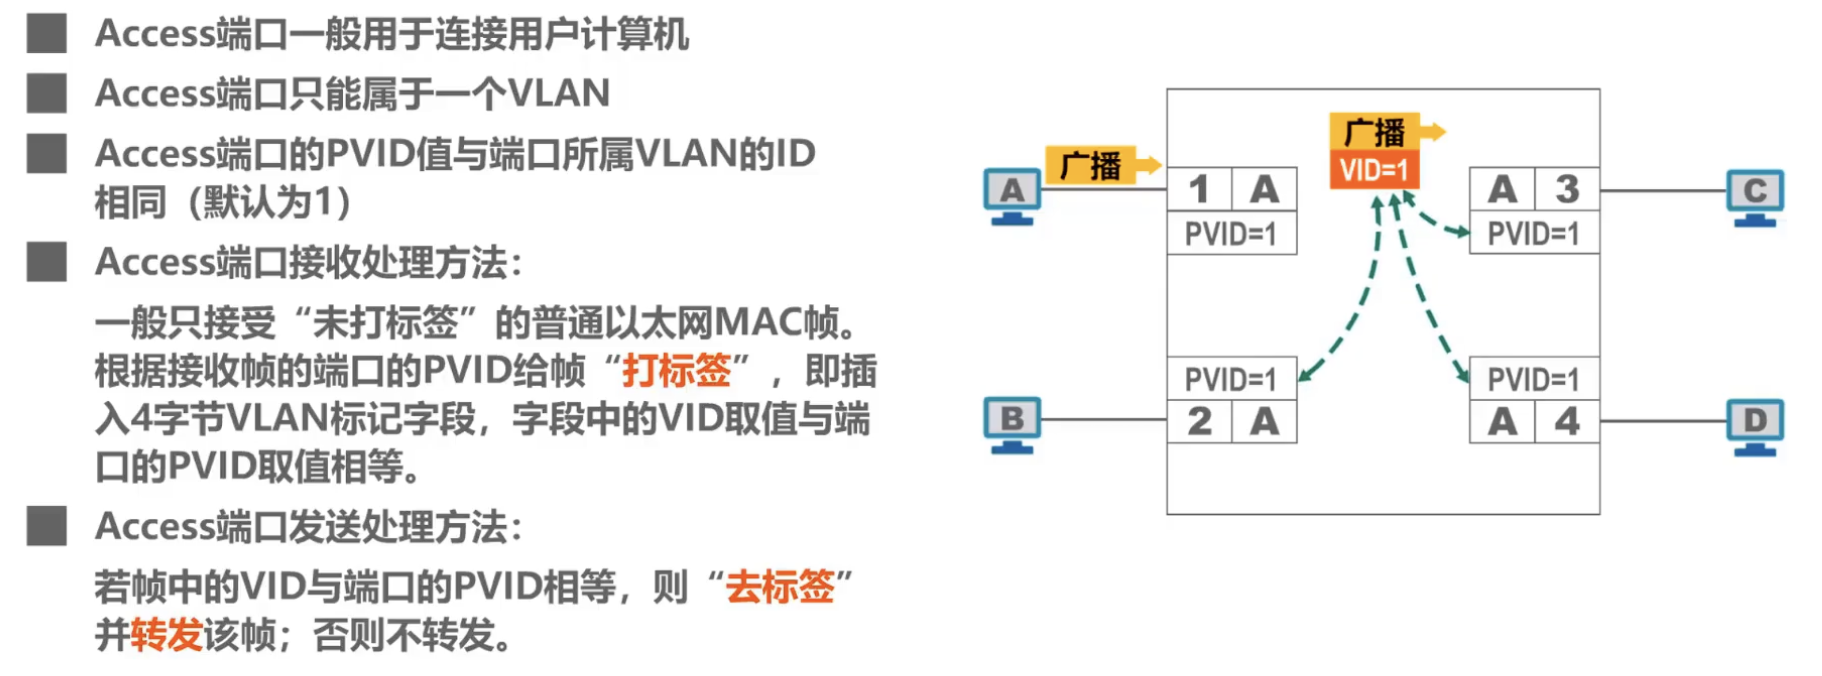 Access端口一般用于连接用户计算机
Access端口只能属于一个VLAN
Access端口的PVID值与端口所属VLAN的ID
相同（默认为1）
Access端口接收处理方法：
一般只接受“未打标签”的普通以太网MAC帧。
根据接收帧的端口的PVID给帧“打标签”，即插
入4字节VLAN标记字段，字段中的VID取值与端
口的PVID取值相等。
Access端口发送处理方法：
若帧中的VID与端口的PVID相等，则“去标签”
并转发该帧；否则不转发。
广播
VID=1
广播
A
1 A
PVID=1
A 3
PVID=1
C
B
PVID=1
2 A
PVID=1
A 4
D